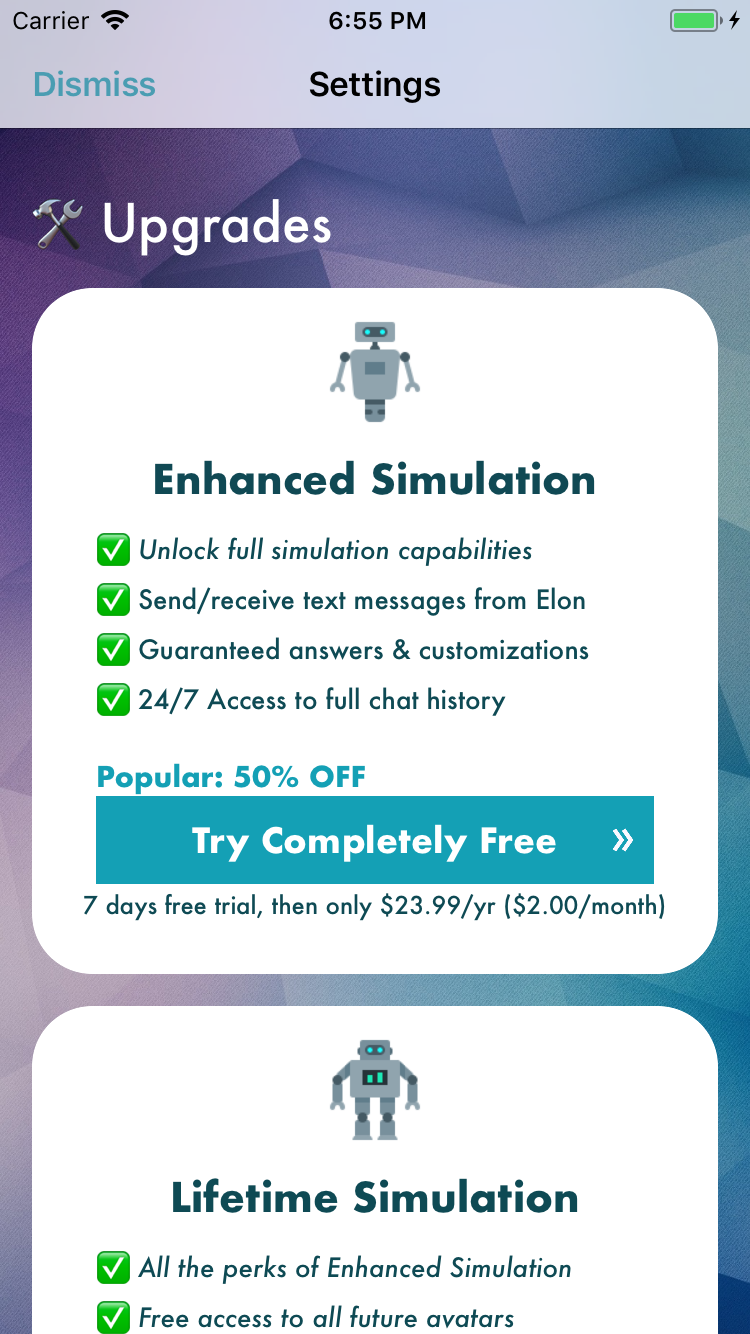 Carrier 6:55 PM
Dismiss Settings
🛠 Upgrades
Enhanced Simulation
✅ Unlock full simulation capabilities
✅ Send/receive text messages from Elon
✅ Guaranteed answers & customizations
✅ 24/7 Access to full chat history
Popular: 50% OFF
Try Completely Free »
7 days free trial, then only $23.99/yr ($2.00/month)
Lifetime Simulation
✅ All the perks of Enhanced Simulation
✅ Free access to all future avatars